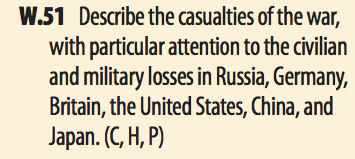 W.51 Describe the casualties of the war,
with particular attention to the civilian
and military losses in Russia, Germany,
Britain, the United States, China, and
Japan. (C, H, P)